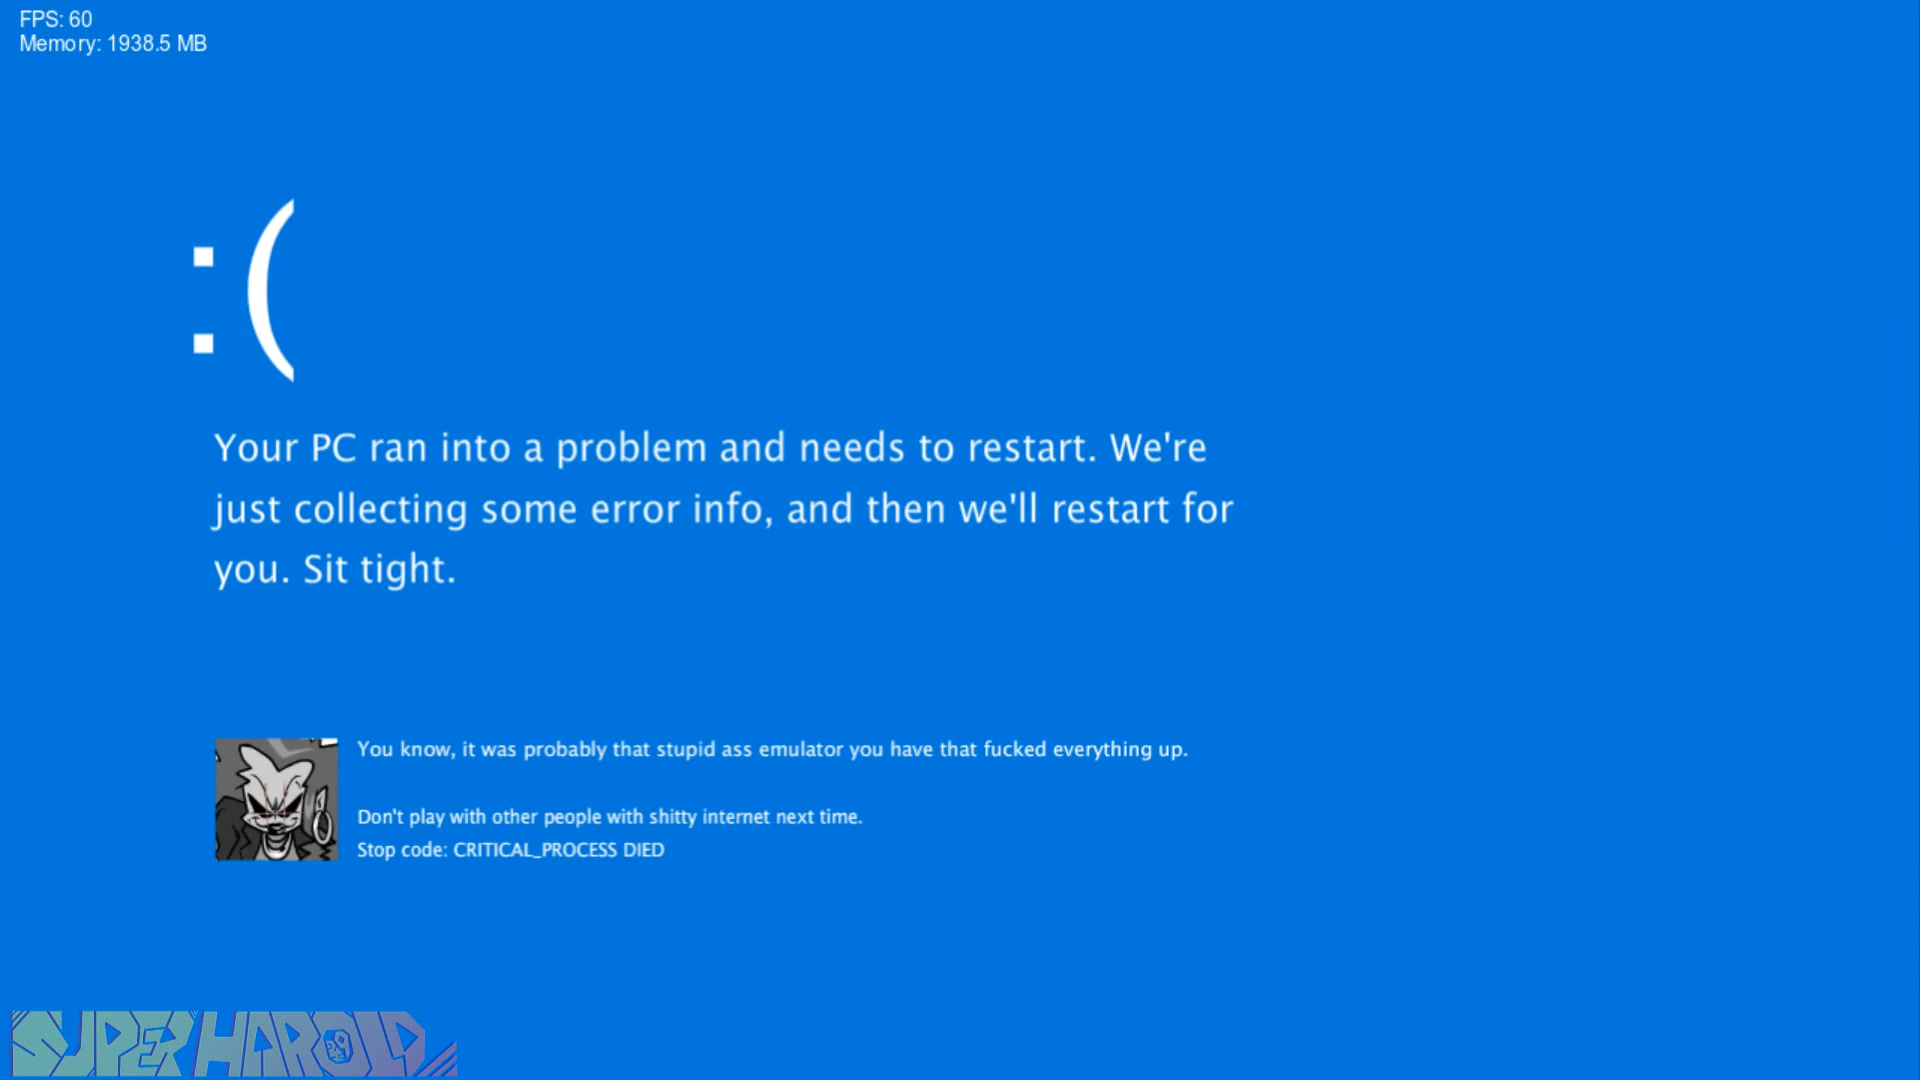 FPS: 60
Memory: 1938.5 MB
:(
Your PC ran into a problem and needs to restart. We're
just collecting some error info, and then we'll restart for
you. Sit tight.
You know, it was probably that stupid ass emulator you have that fucked everything up.
Don't play with other people with shitty internet next time.
Stop code: CRITICAL_PROCESS DIED
SUPER HAROLD